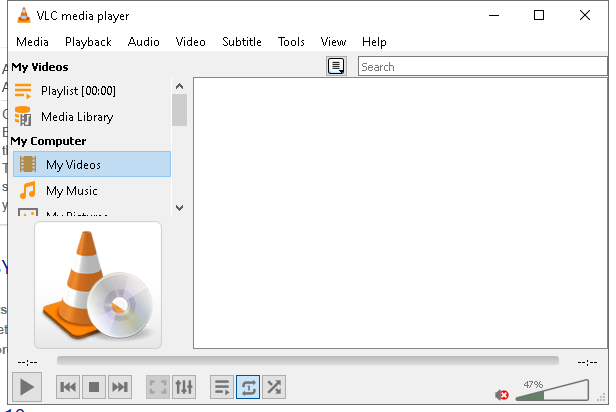 VLC media player
Media Playback Audio Video Subtitle Tools View Help
My Videos
Search
Playlist [00:00]
Media Library
My Computer
My Videos
My Music
My Pictures
--:--
--:--
47%